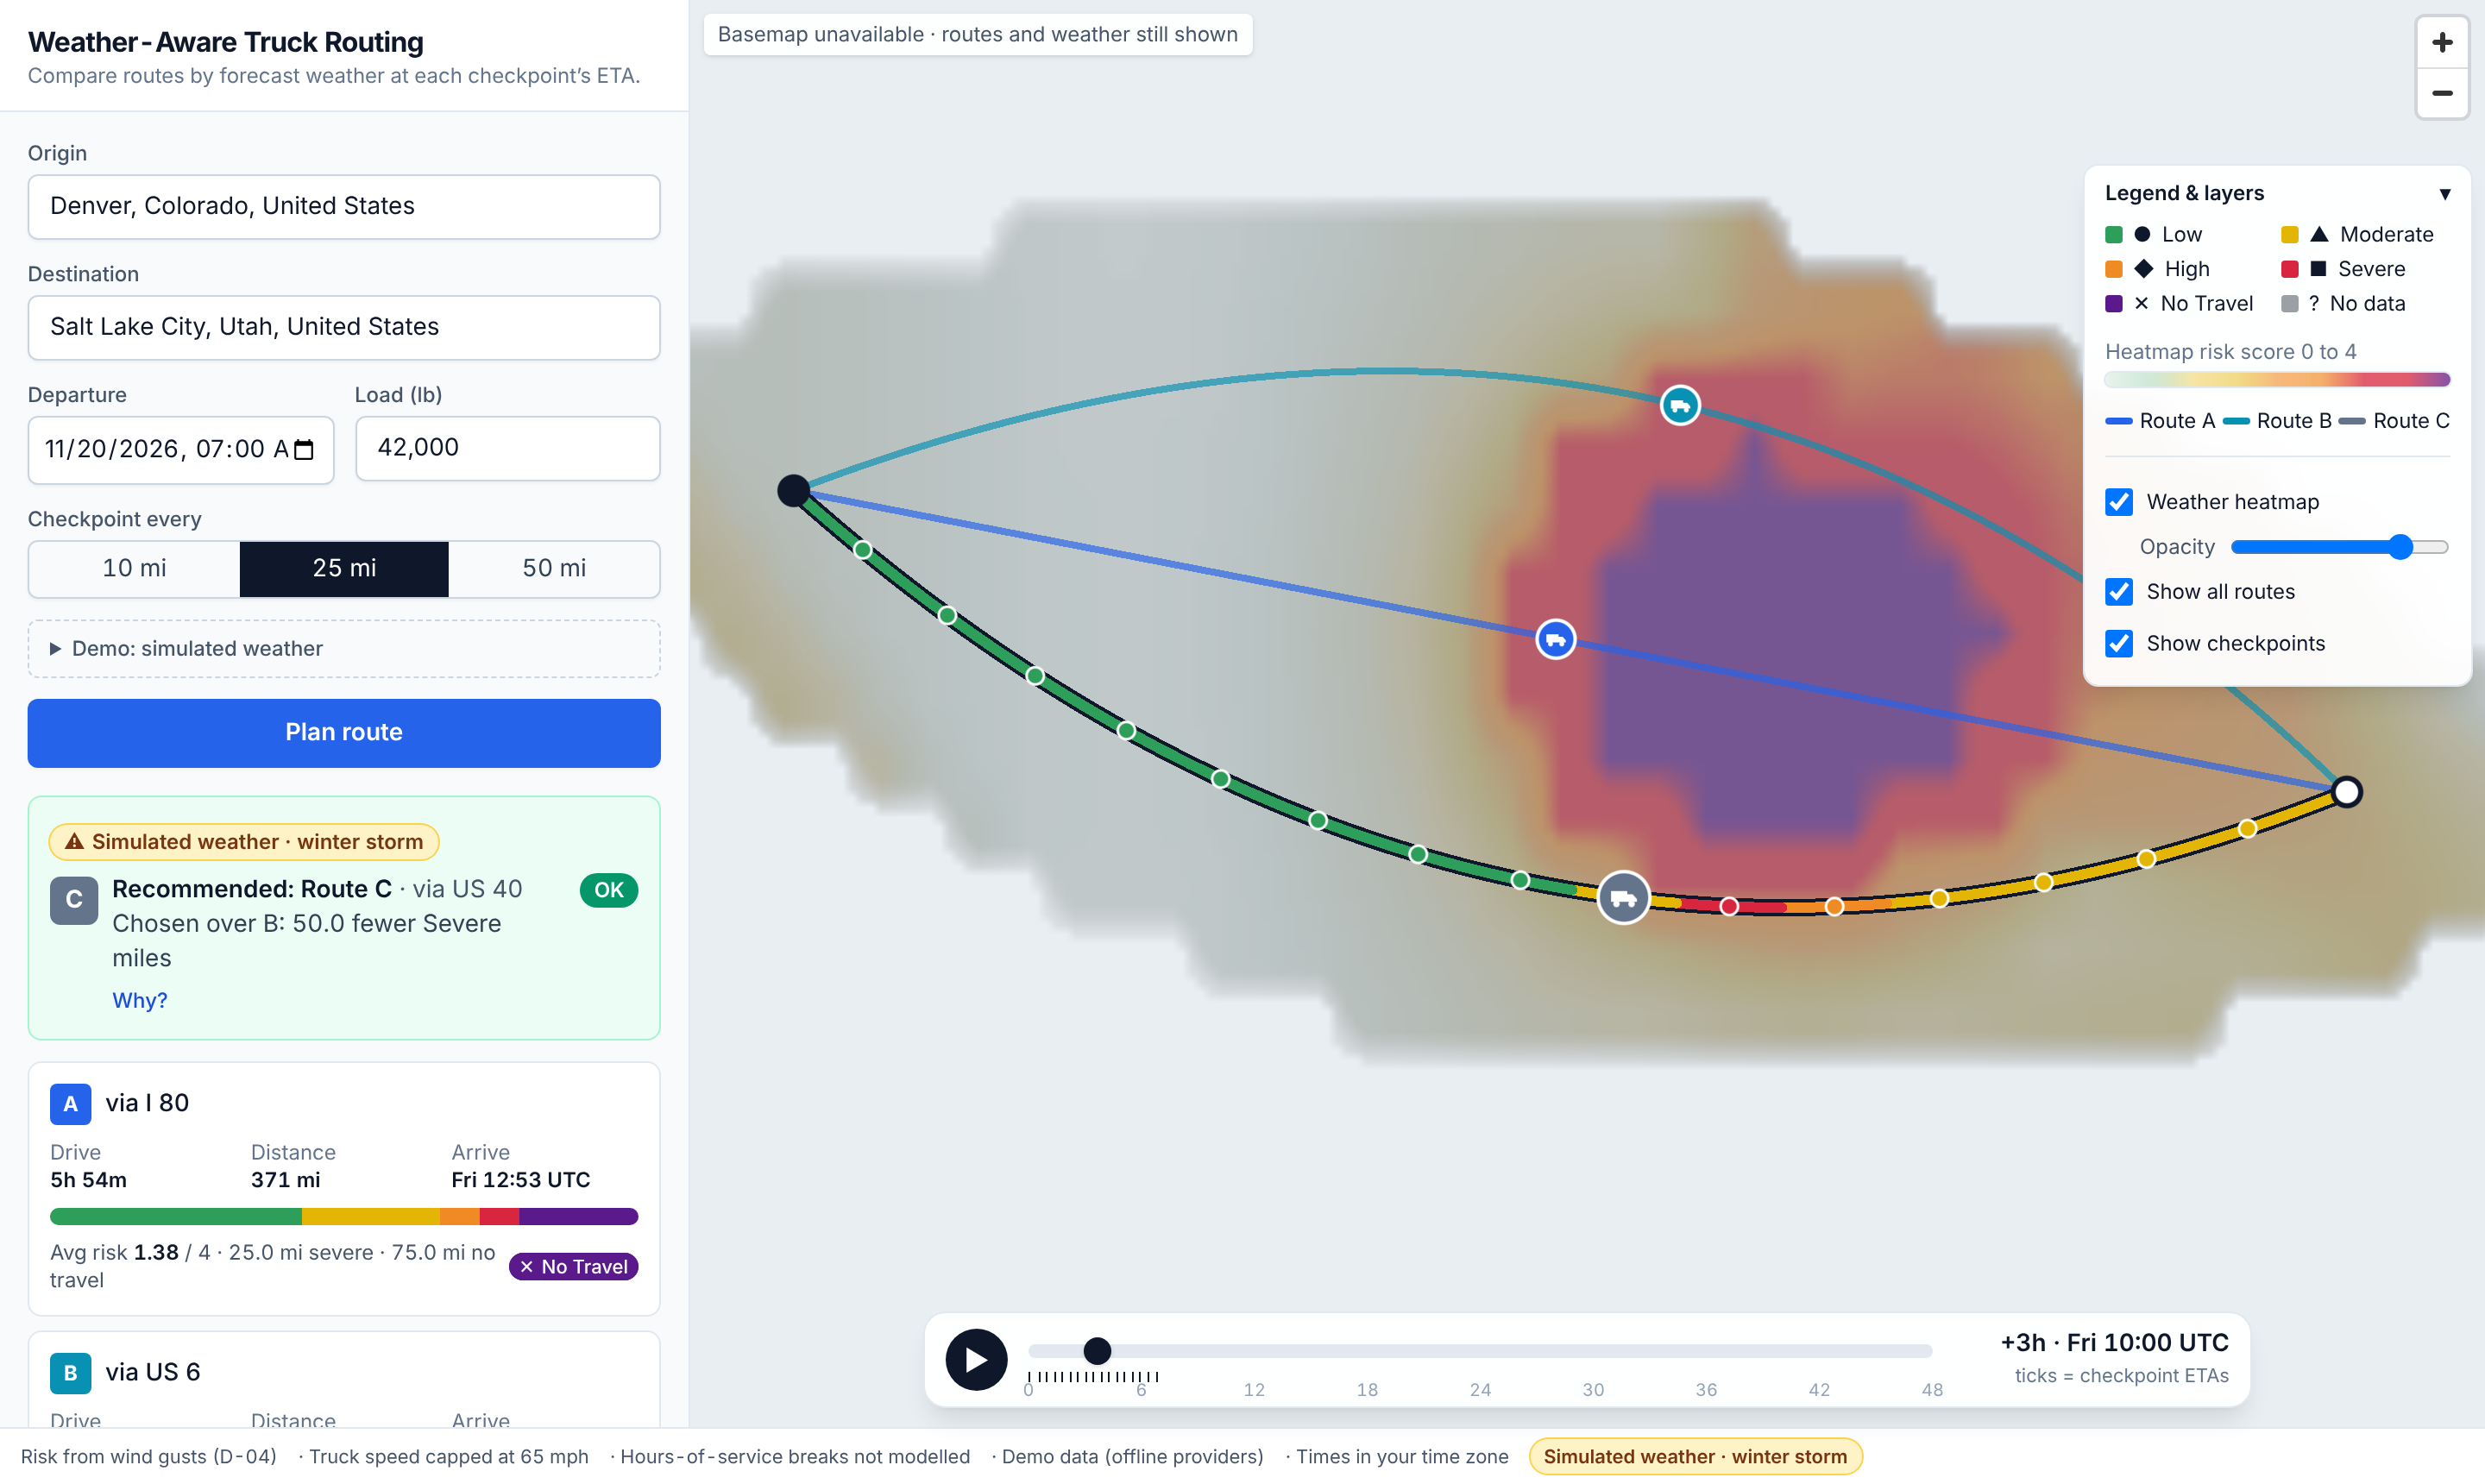 Weather-Aware Truck Routing
Compare routes by forecast weather at each checkpoint's ETA.
Origin
Denver, Colorado, United States
Destination
Salt Lake City, Utah, United States
Departure
Load (lb)
11/20/2026, 07:00 A
42,000
Checkpoint every
10 mi
25 mi
50 mi
Demo: simulated weather
Plan route
Simulated weather · winter storm
C
Recommended: Route C · via US 40
OK
Chosen over B: 50.0 fewer Severe
miles
Why?
A
via I 80
Drive
Distance
Arrive
5h 54m
371 mi
Fri 12:53 UTC
Avg risk 1.38 / 4 · 25.0 mi severe · 75.0 mi no
travel
× No Travel
B
via US 6
Drive
Distance
Arrive
Basemap unavailable · routes and weather still shown
+
−
Legend & layers
Low
Moderate
High
Severe
× No Travel
? No data
Heatmap risk score 0 to 4
Route A
Route B
Route C
Weather heatmap
Opacity
Show all routes
Show checkpoints
0
6
12
18
24
30
36
42
48
+3h · Fri 10:00 UTC
ticks = checkpoint ETAs
Risk from wind gusts (D-04)
· Truck speed capped at 65 mph
· Hours-of-service breaks not modelled
· Demo data (offline providers)
· Times in your time zone
Simulated weather · winter storm